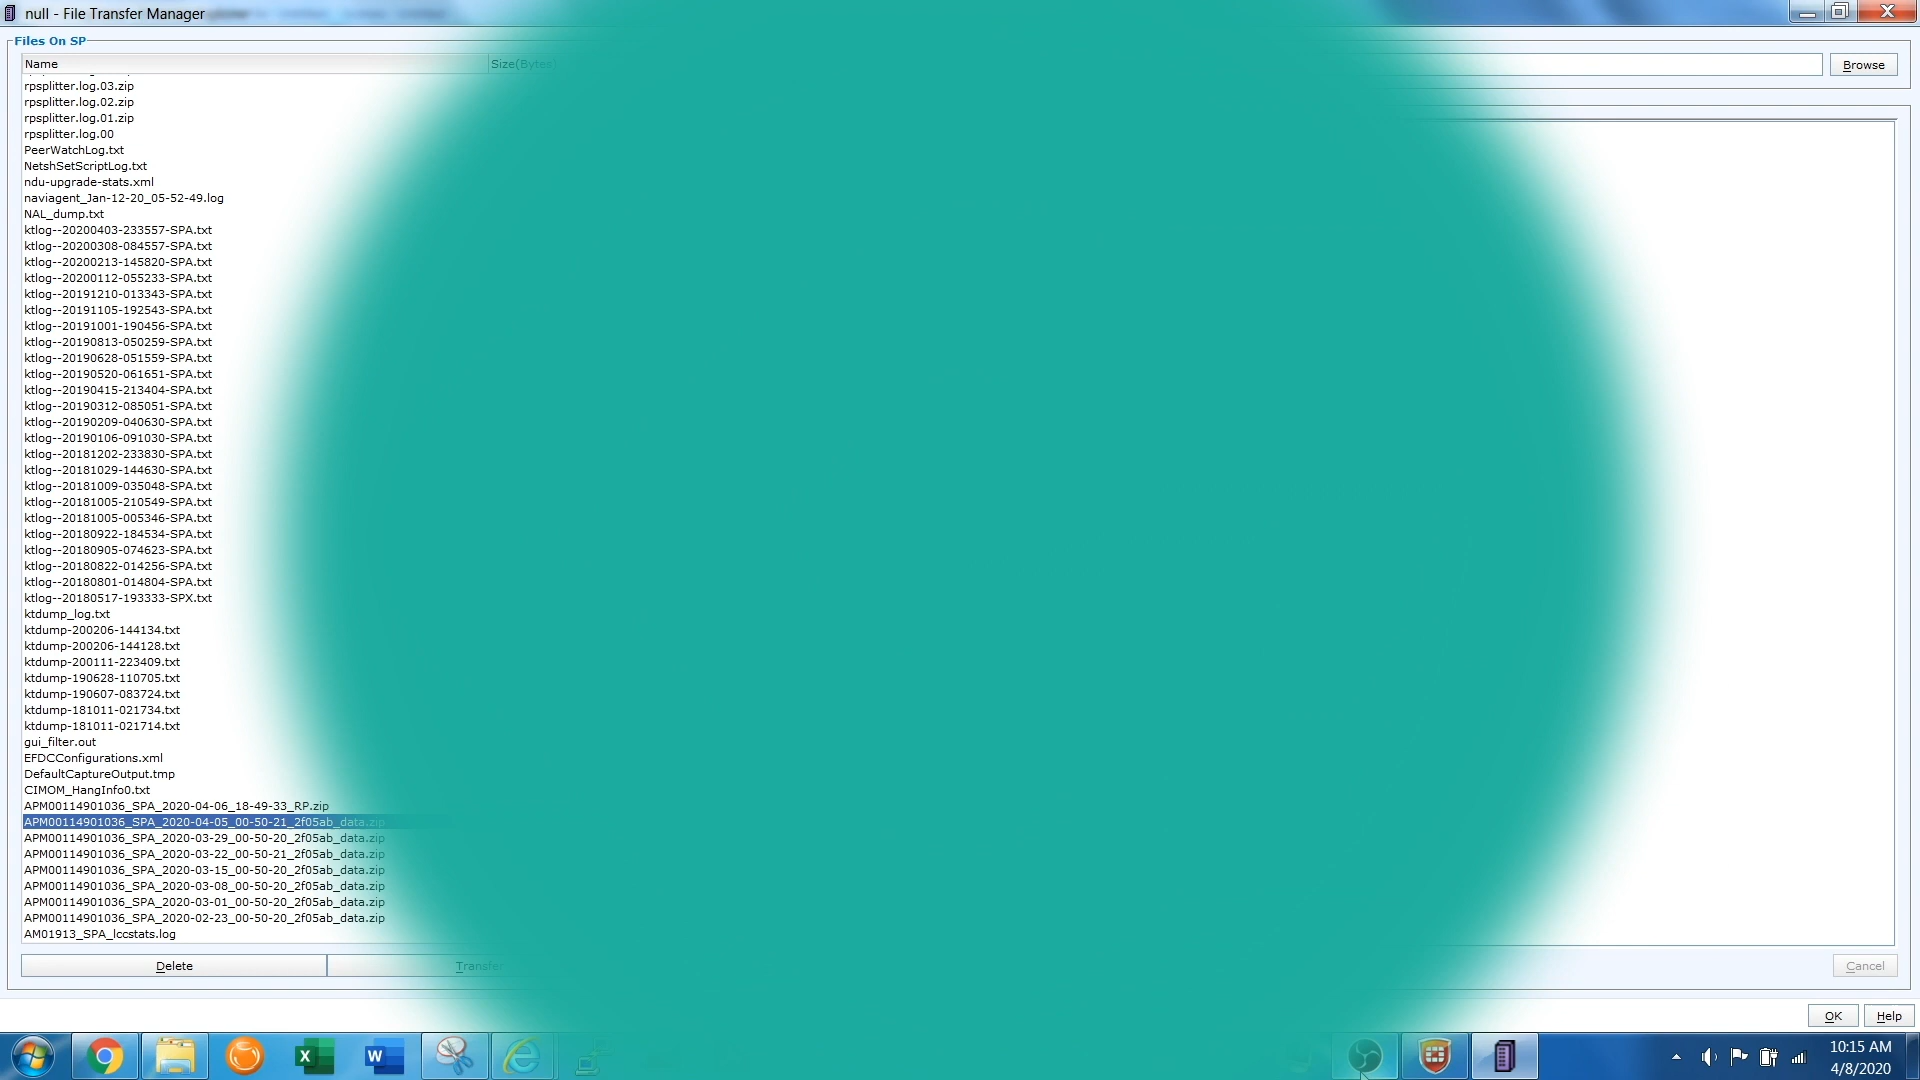 null - File Transfer Manager
Files On SP
Name
Size(Bytes)
Browse
rpsplitter.log.03.zip
rpsplitter.log.02.zip
rpsplitter.log.01.zip
rpsplitter.log.00
PeerWatchLog.txt
NetshSetScriptLog.txt
ndu-upgrade-stats.xml
naviagent_Jan-12-20_05-52-49.log
NAL_dump.txt
ktlog--20200403-233557-SPA.txt
ktlog--20200308-084557-SPA.txt
ktlog--20200213-145820-SPA.txt
ktlog--20200112-055233-SPA.txt
ktlog--20191210-013343-SPA.txt
ktlog--20191105-192543-SPA.txt
ktlog--20191001-190456-SPA.txt
ktlog--20190813-050259-SPA.txt
ktlog--20190628-051559-SPA.txt
ktlog--20190520-061651-SPA.txt
ktlog--20190415-213404-SPA.txt
ktlog--20190312-085051-SPA.txt
ktlog--20190209-040630-SPA.txt
ktlog--20190106-091030-SPA.txt
ktlog--20181202-233830-SPA.txt
ktlog--20181029-144630-SPA.txt
ktlog--20181009-035048-SPA.txt
ktlog--20181005-210549-SPA.txt
ktlog--20181005-005346-SPA.txt
ktlog--20180922-184534-SPA.txt
ktlog--20180905-074623-SPA.txt
ktlog--20180822-014256-SPA.txt
ktlog--20180801-014804-SPA.txt
ktlog--20180517-193333-SPX.txt
ktdump_log.txt
ktdump-200206-144134.txt
ktdump-200206-144128.txt
ktdump-200111-223409.txt
ktdump-190628-110705.txt
ktdump-190607-083724.txt
ktdump-181011-021734.txt
ktdump-181011-021714.txt
gui_filter.out
EFDCConfigurations.xml
DefaultCaptureOutput.tmp
CIMOM_HangInfo0.txt
APM00114901036_SPA_2020-04-06_18-49-33_RP.zip
APM00114901036_SPA_2020-04-05_00-50-21_2f05ab_data.zip
APM00114901036_SPA_2020-03-29_00-50-20_2f05ab_data.zip
APM00114901036_SPA_2020-03-22_00-50-21_2f05ab_data.zip
APM00114901036_SPA_2020-03-15_00-50-20_2f05ab_data.zip
APM00114901036_SPA_2020-03-08_00-50-20_2f05ab_data.zip
APM00114901036_SPA_2020-03-01_00-50-20_2f05ab_data.zip
APM00114901036_SPA_2020-02-23_00-50-20_2f05ab_data.zip
AM01913_SPA_lccstats.log
Delete
Transfer
Cancel
OK
Help
10:15 AM
4/8/2020